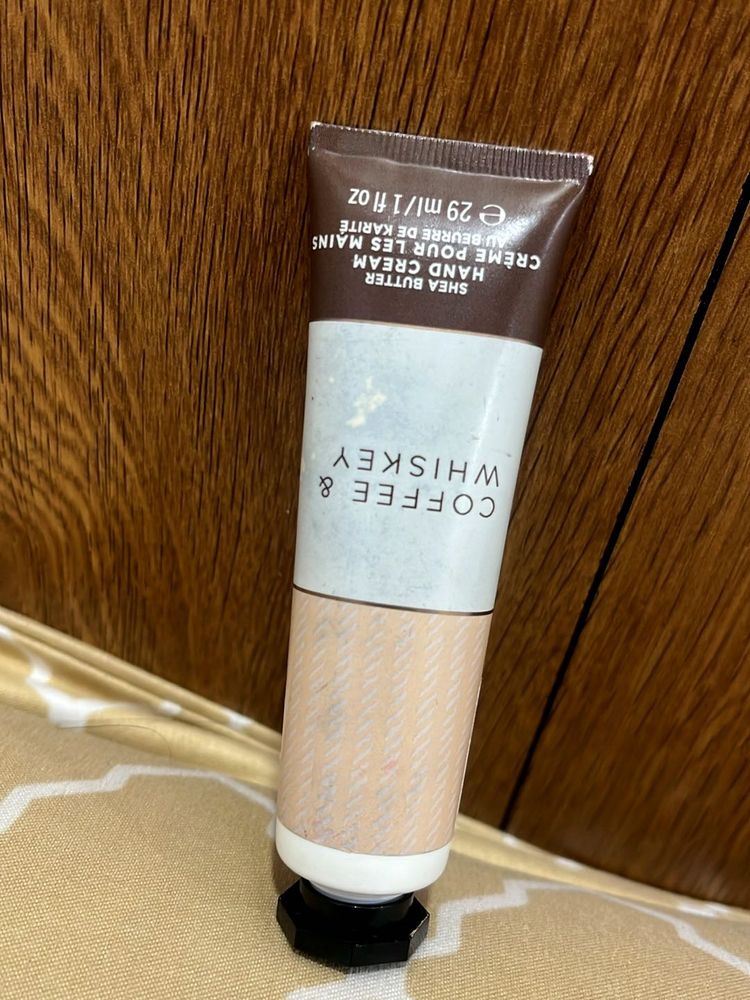 COFFEE &
WHISKEY
SHEA BUTTER
HAND CREAM
CRÈME POUR LES MAINS
AU BEURRE DE KARITÉ
℮ 29 ml/1 fl oz